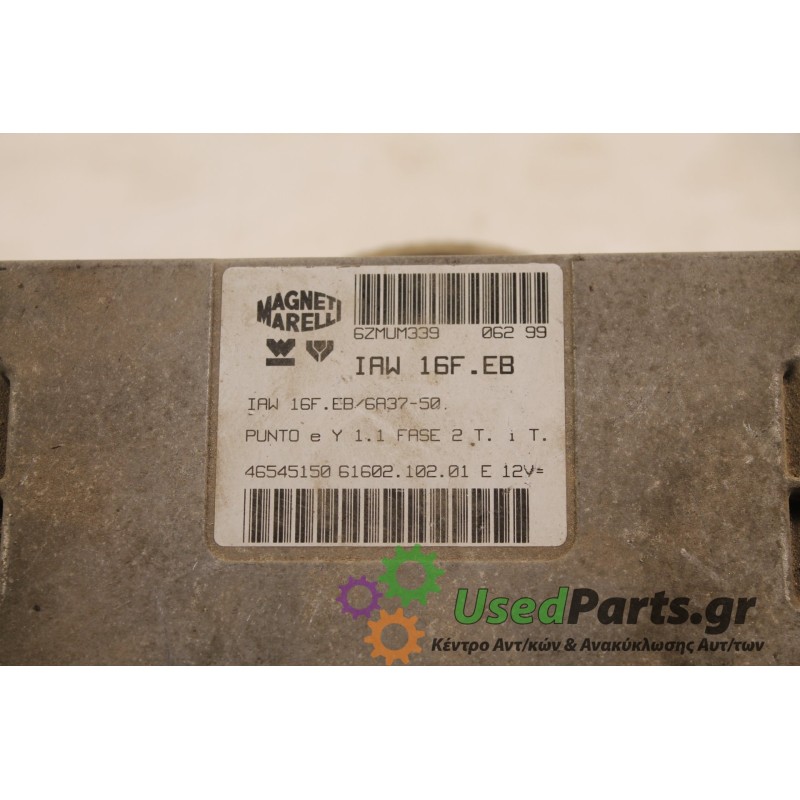 MAGNETI
MARELLI
6ZMUM339 062 99
IAW 16F.EB
IAW 16F.EB/6A37-50.
PUNTO e Y 1.1 FASE 2 T. i T.
46545150 61602.102.01 E 12V=
UsedParts.gr
Κέντρο Αντ/κών & Ανακύκλωσης Αυτ/των